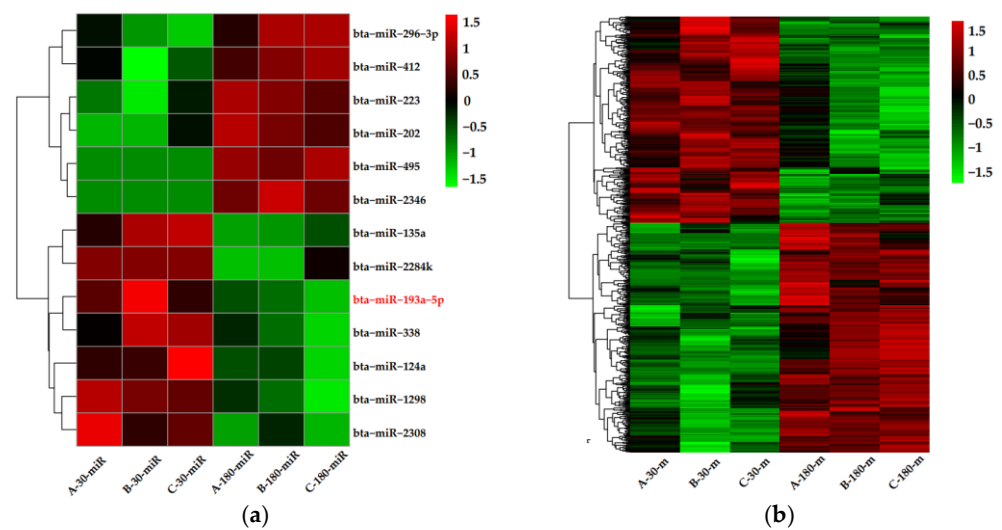 bta−miR−296−3p
bta−miR−412
bta−miR−223
bta−miR−202
bta−miR−495
bta−miR−2346
bta−miR−135a
bta−miR−2284k
bta−miR−193a−5p
bta−miR−338
bta−miR−124a
bta−miR−1298
bta−miR−2308
1.5
1
0.5
0
−0.5
−1
−1.5
A-30-miR
B-30-miR
C-30-miR
A-180-miR
B-180-miR
C-180-miR
(a)
1.5
1
0.5
0
−0.5
−1
−1.5
r
A-30-m
B-30-m
C-30-m
A-180-m
B-180-m
C-180-m
(b)